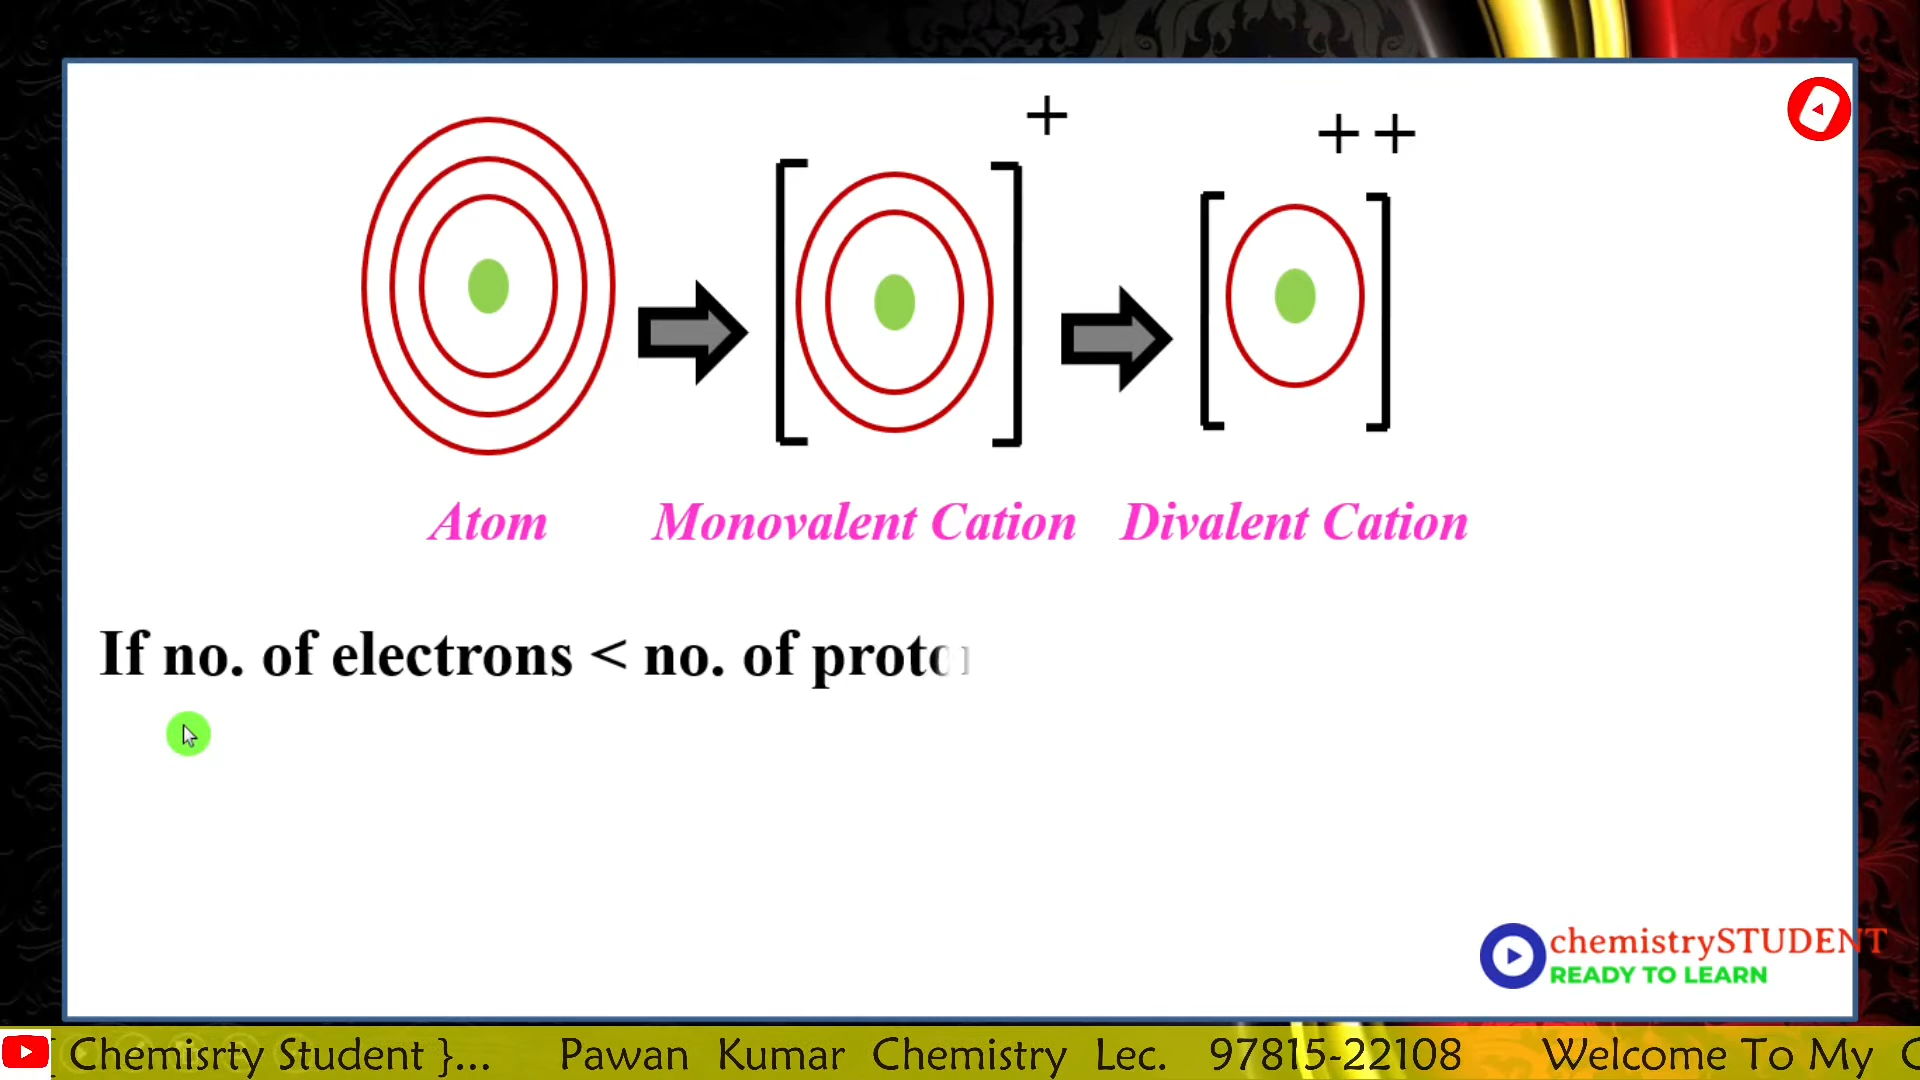 +
++
Atom Monovalent Cation Divalent Cation
If no. of electrons < no. of proto
chemistrySTUDENT
READY TO LEARN
[ Chemisrty Student }... Pawan Kumar Chemistry Lec. 97815-22108 Welcome To My C